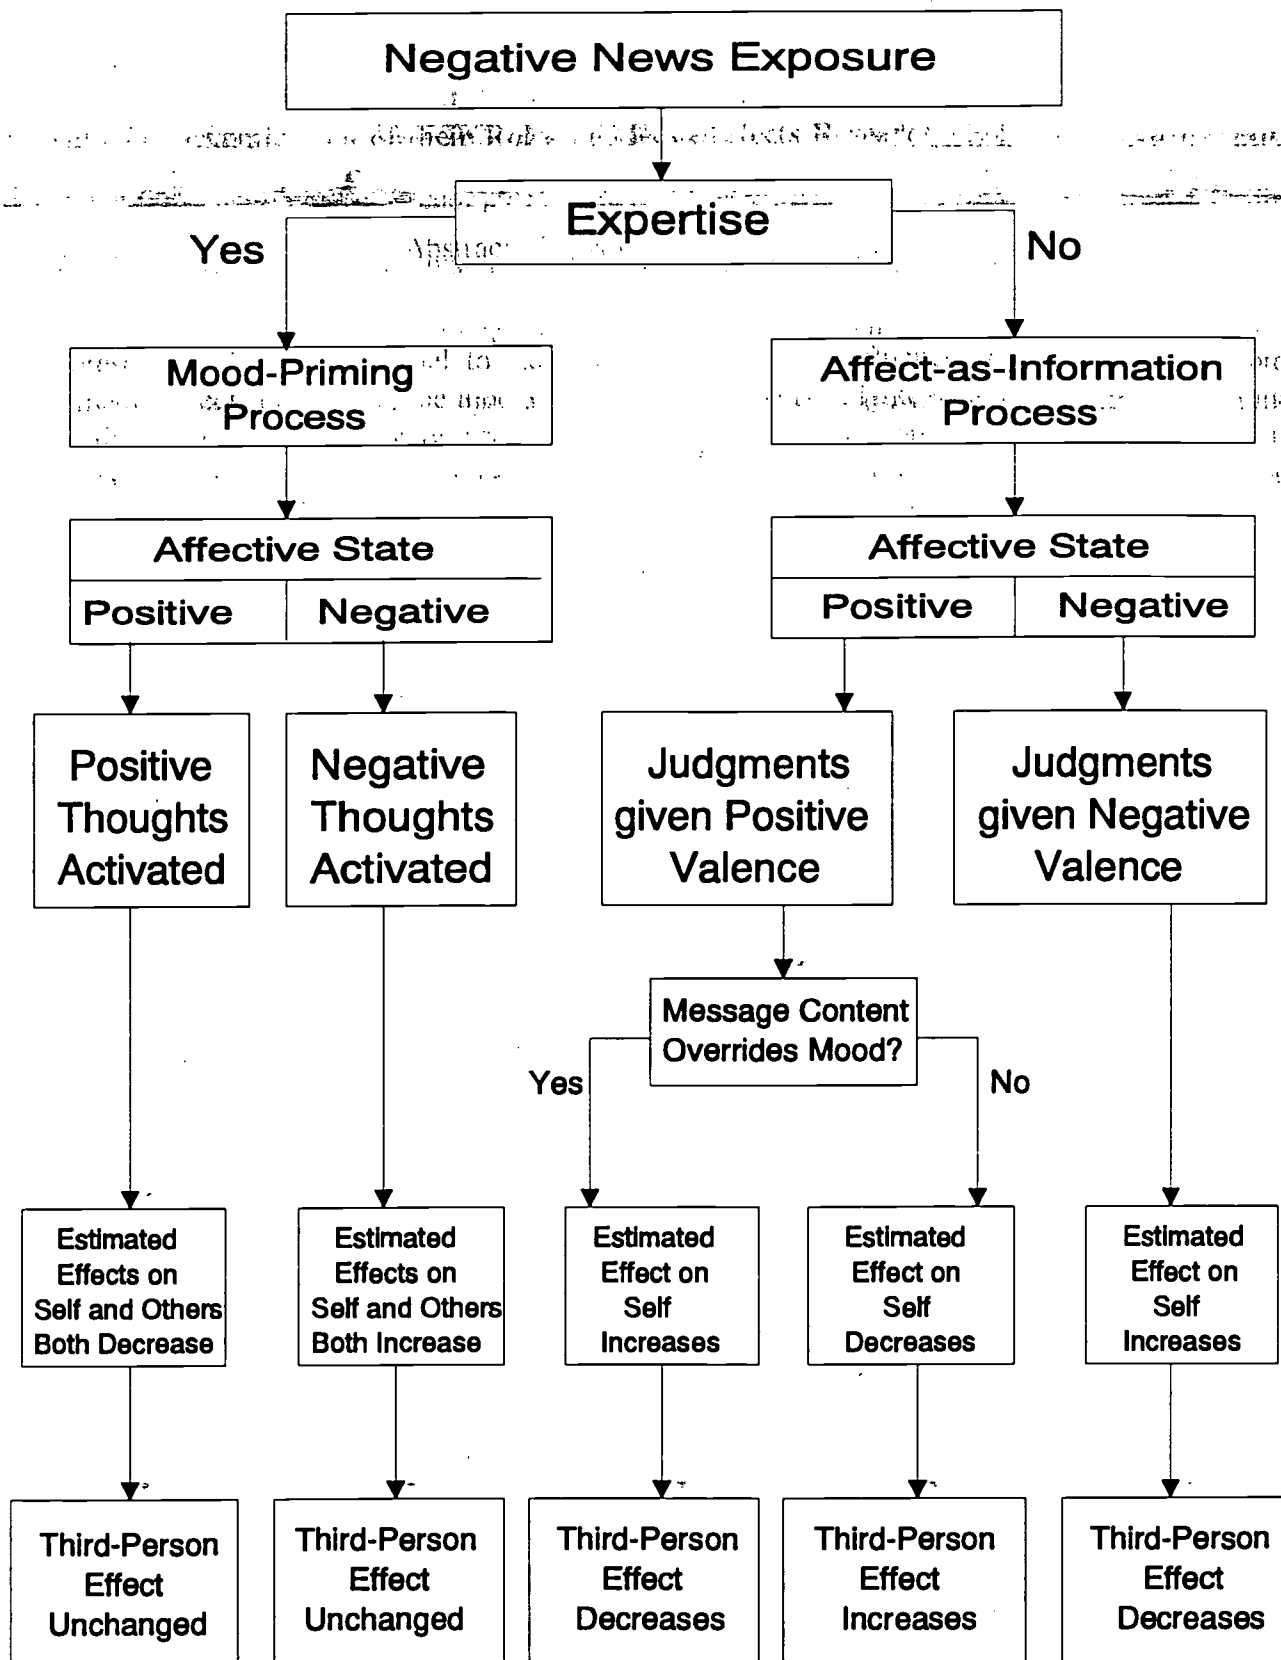 Negative News Exposure
Expertise
Yes
No
Mood-Priming
Process
Affect-as-Information
Process
Affective State
Positive
Negative
Affective State
Positive
Negative
Positive
Thoughts
Activated
Negative
Thoughts
Activated
Judgments
given Positive
Valence
Judgments
given Negative
Valence
Message Content
Overrides Mood?
Yes
No
Estimated
Effects on
Self and Others
Both Decrease
Estimated
Effects on
Self and Others
Both Increase
Estimated
Effect on
Self
Increases
Estimated
Effect on
Self
Decreases
Estimated
Effect on
Self
Increases
Third-Person
Effect
Unchanged
Third-Person
Effect
Unchanged
Third-Person
Effect
Decreases
Third-Person
Effect
Increases
Third-Person
Effect
Decreases